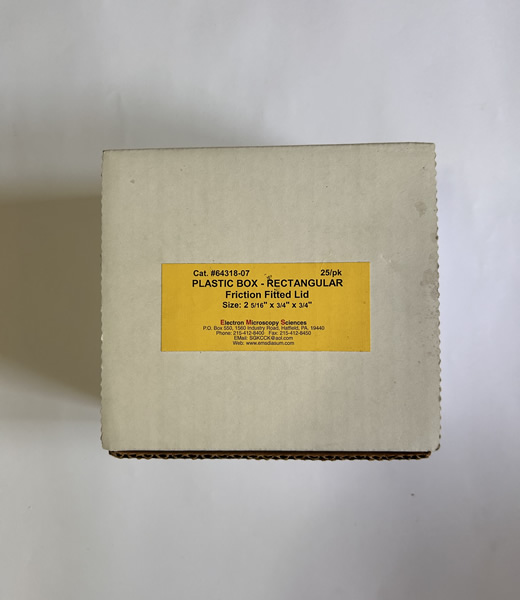 Cat. #64318-07 25/pk
PLASTIC BOX - RECTANGULAR
Friction Fitted Lid
Size: 2 5/16" x 3/4" x 3/4"
Electron Microscopy Sciences
P.O. Box 550, 1560 Industry Road, Hatfield, PA. 19440
Phone: 215-412-8400 Fax: 215-412-8450
EMail: SGKCCK@aol.com
Web: www.emsdiasum.com